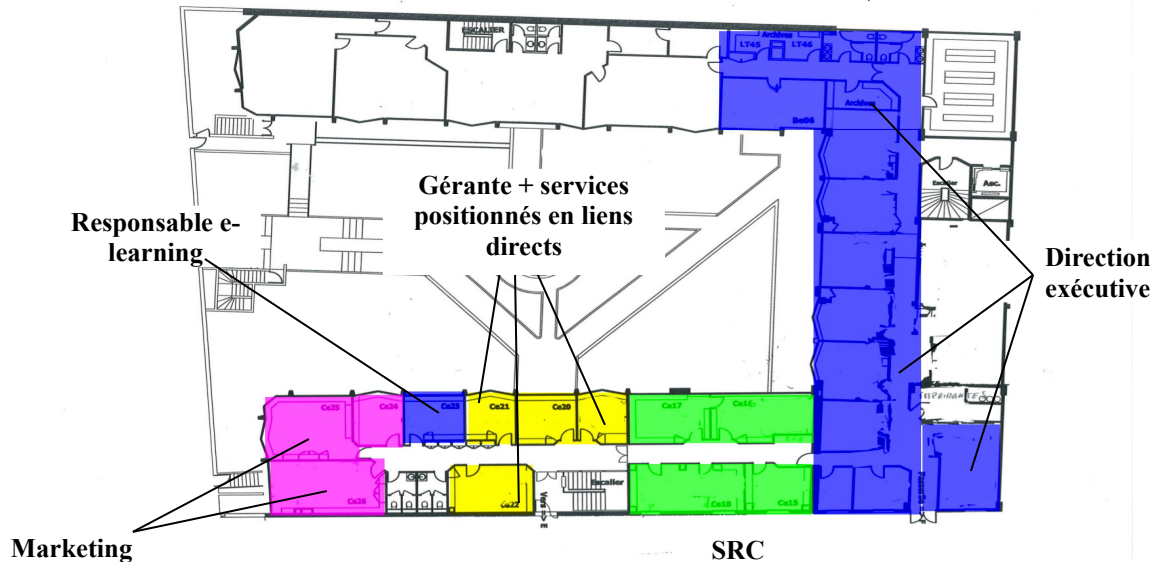 ESCALIER
Archives
LT45
LT46
Archives
Bo06
Escalier
Asc.
Gérante + services
positionnés en liens
directs
Responsable e-
learning
Direction
exécutive
Ce25
Ce24
Ce23
Ce21
Ce20
Ce17
Ce16
Ce26
Ce22
Escalier
Ce18
Ce15
Marketing
SRC